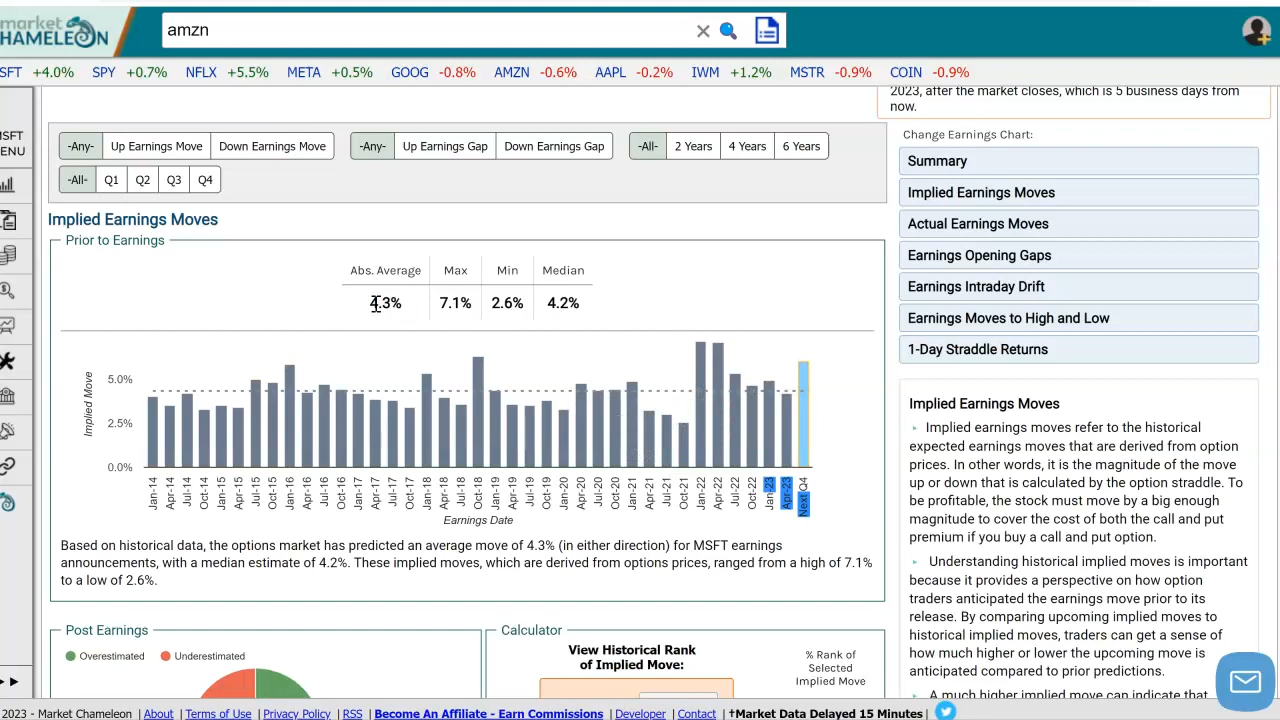 market
HAMELEON
amzn
SFT +4.0% SPY +0.7% NFLX +5.5% META +0.5% GOOG -0.8% AMZN -0.6% AAPL -0.2% IWM +1.2% MSTR -0.9% COIN -0.9%
2023, after the market closes, which is 5 business days from
now.
MSFT
MENU
-Any- Up Earnings Move Down Earnings Move -Any- Up Earnings Gap Down Earnings Gap -All- 2 Years 4 Years 6 Years
-All- Q1 Q2 Q3 Q4
Change Earnings Chart:
Summary
Implied Earnings Moves
Actual Earnings Moves
Earnings Opening Gaps
Earnings Intraday Drift
Earnings Moves to High and Low
1-Day Straddle Returns
Implied Earnings Moves
Prior to Earnings
Abs. Average Max Min Median
4.3% 7.1% 2.6% 4.2%
Implied Move
5.0%
2.5%
0.0%
Jan-14 Apr-14 Jul-14 Oct-14 Jan-15 Apr-15 Jul-15 Oct-15 Jan-16 Apr-16 Jul-16 Oct-16 Jan-17 Apr-17 Jul-17 Oct-17 Jan-18 Apr-18 Jul-18 Oct-18 Jan-19 Apr-19 Jul-19 Oct-19 Jan-20 Apr-20 Jul-20 Oct-20 Jan-21 Apr-21 Jul-21 Oct-21 Jan-22 Apr-22 Jul-22 Oct-22 Jan-23 Apr-23 Next Q4
Earnings Date
Based on historical data, the options market has predicted an average move of 4.3% (in either direction) for MSFT earnings
announcements, with a median estimate of 4.2%. These implied moves, which are derived from options prices, ranged from a high of 7.1%
to a low of 2.6%.
Implied Earnings Moves
Implied earnings moves refer to the historical
expected earnings moves that are derived from option
prices. In other words, it is the magnitude of the move
up or down that is calculated by the option straddle. To
be profitable, the stock must move by a big enough
magnitude to cover the cost of both the call and put
premium if you buy a call and put option.
Understanding historical implied moves is important
because it provides a perspective on how option
traders anticipated the earnings move prior to its
release. By comparing upcoming implied moves to
historical implied moves, traders can get a sense of
how much higher or lower the upcoming move is
anticipated compared to prior predictions.
A much higher implied move can indicate that
Post Earnings
Overestimated Underestimated
Calculator
View Historical Rank
of Implied Move:
% Rank of
Selected
Implied Move
2023 - Market Chameleon | About | Terms of Use | Privacy Policy | RSS | Become An Affiliate - Earn Commissions | Developer | Contact | †Market Data Delayed 15 Minutes |